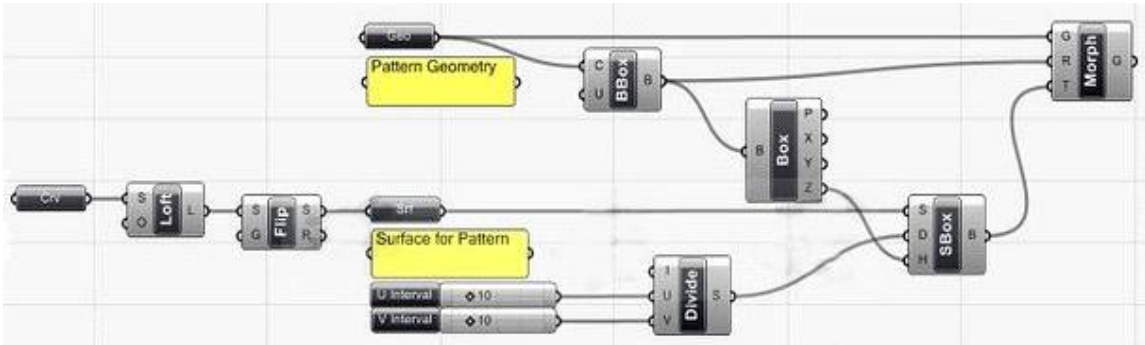 Geo
Pattern Geometry
C
U
BBox
B
G
R
T
Morph
G
B
Box
P
X
Y
Z
Crv
S
O
Loft
L
S
G
Flip
S
R
Srf
Surface for Pattern
U Interval
10
V Interval
10
I
U
V
Divide
S
S
D
H
SBox
B